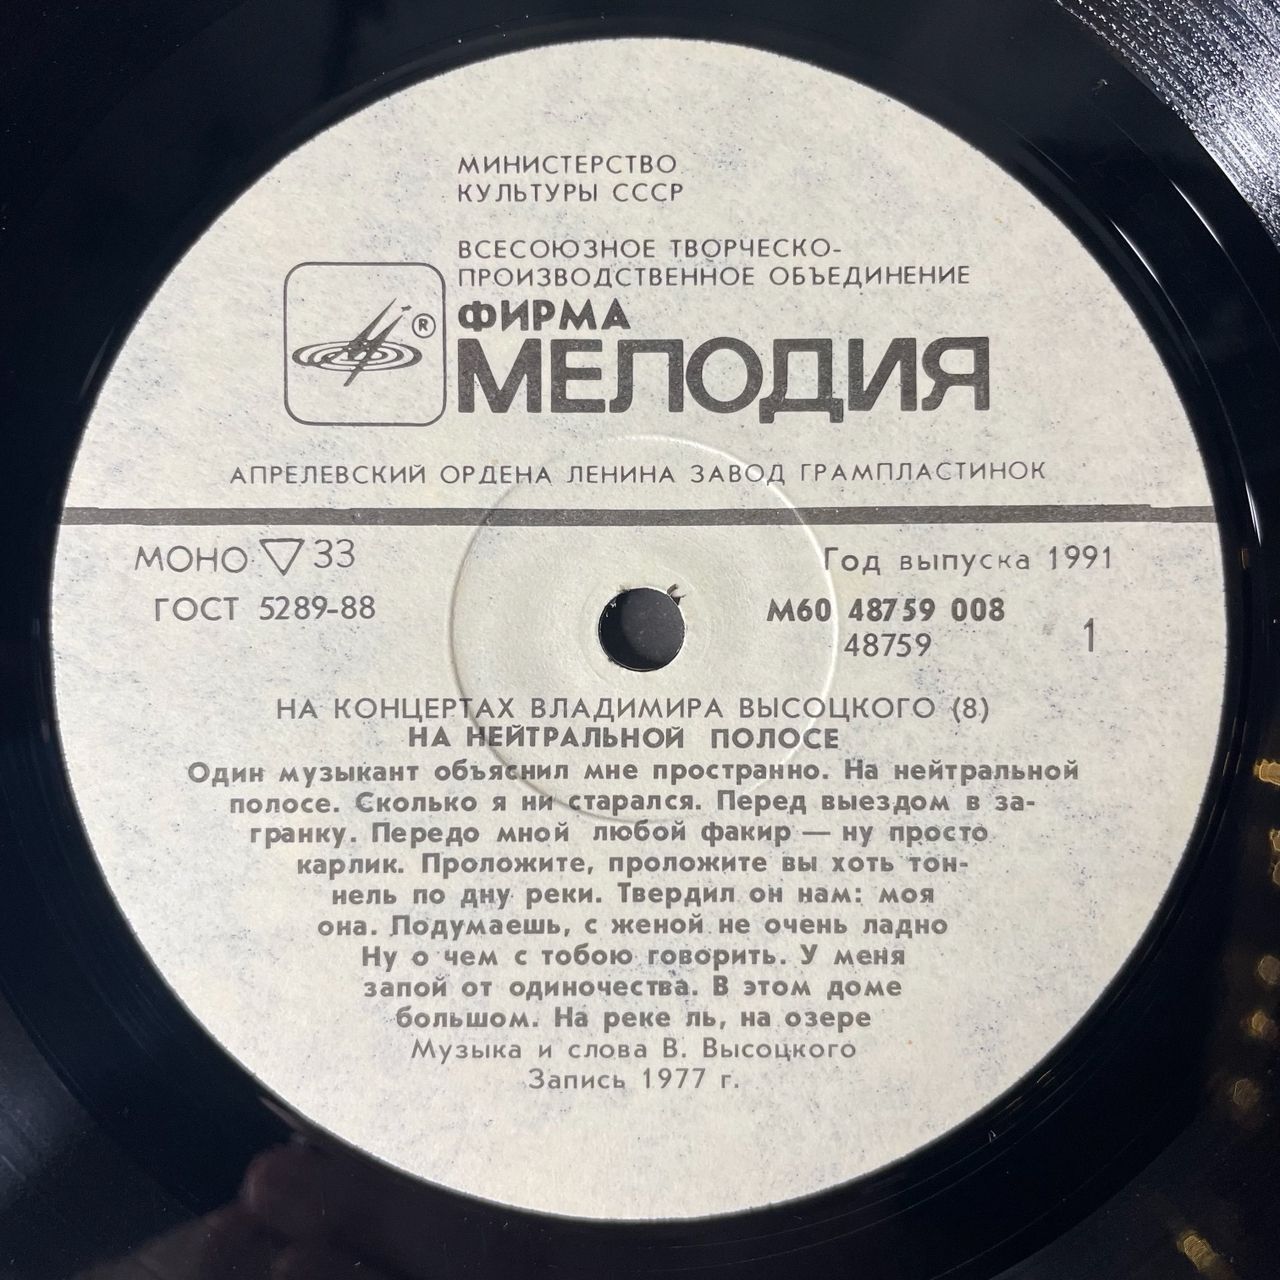 МИНИСТЕРСТВО
КУЛЬТУРЫ СССР
ВСЕСОЮЗНОЕ ТВОРЧЕСКО-
ПРОИЗВОДСТВЕННОЕ ОБЪЕДИНЕНИЕ
ФИРМА
®
МЕЛОДИЯ
АПРЕЛЕВСКИЙ ОРДЕНА ЛЕНИНА ЗАВОД ГРАМПЛАСТИНОК
МОНО ▽ 33
Год выпуска 1991
ГОСТ 5289-88
М60 48759 008
48759
1
НА КОНЦЕРТАХ ВЛАДИМИРА ВЫСОЦКОГО (8)
НА НЕЙТРАЛЬНОЙ ПОЛОСЕ
Один музыкант объяснил мне пространно. На нейтральной
полосе. Сколько я ни старался. Перед выездом в за-
гранку. Передо мной любой факир — ну просто
карлик. Проложите, проложите вы хоть тон-
нель по дну реки. Твердил он нам: моя
она. Подумаешь, с женой не очень ладно
Ну о чем с тобою говорить. У меня
запой от одиночества. В этом доме
большом. На реке ль, на озере
Музыка и слова В. Высоцкого
Запись 1977 г.